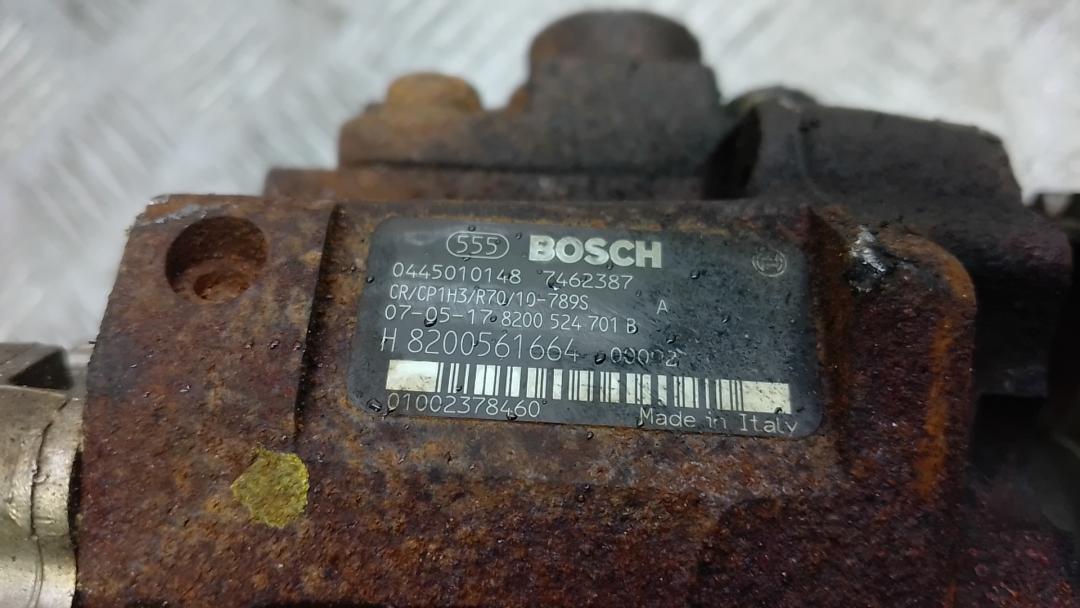 555 BOSCH
0445010148 7462387
CR/CP1H3/R70/10-789S A
07-05-17 8200 524 701 B
H 8200561664
01002378460
Made in Italy